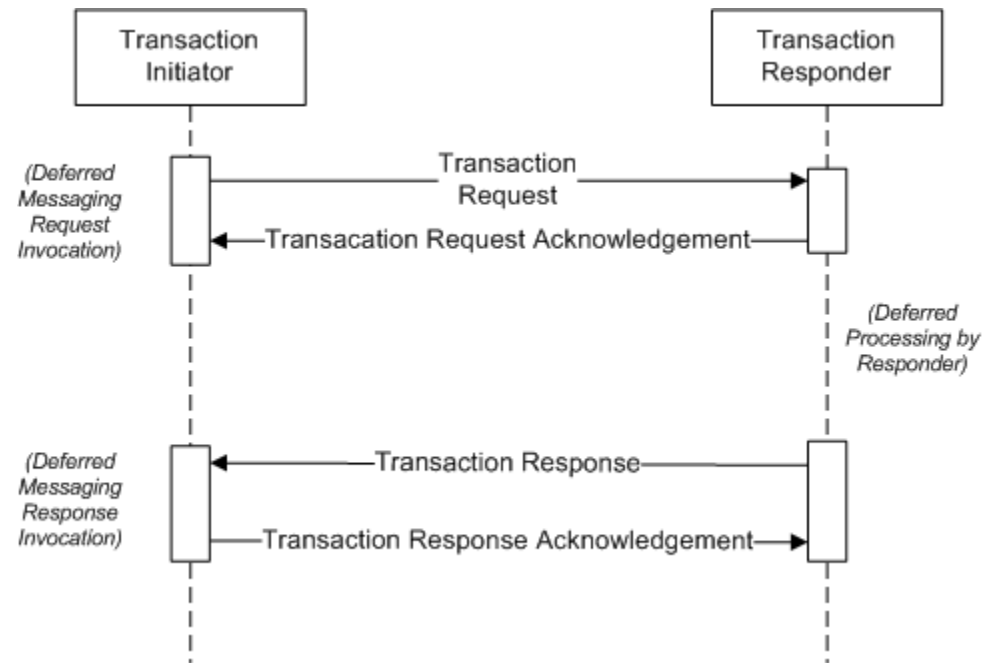 Transaction
Initiator
Transaction
Responder
(Deferred
Messaging
Request
Invocation)
Transaction
Request
Transacation Request Acknowledgement
(Deferred
Processing by
Responder)
(Deferred
Messaging
Response
Invocation)
Transaction Response
Transaction Response Acknowledgement